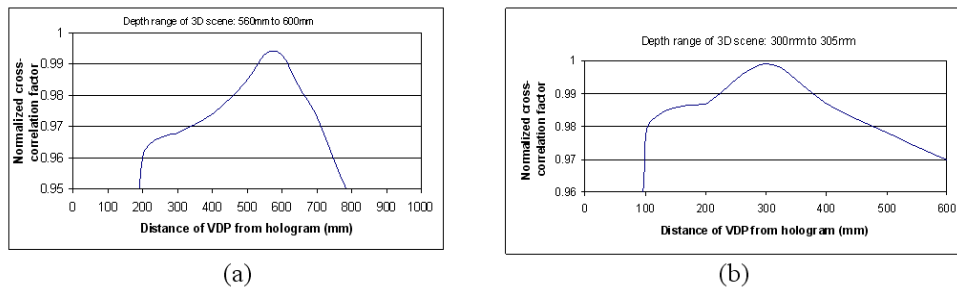 Depth range of 3D scene: 560mm to 600mm
Normalized cross-
correlation factor
1
0.99
0.98
0.97
0.96
0.95
0 100 200 300 400 500 600 700 800 900 1000
Distance of VDP from hologram (mm)
(a)
Depth range of 3D scene: 300mm to 305mm
Normalized cross-
correlation factor
1
0.99
0.98
0.97
0.96
0 100 200 300 400 500 600
Distance of VDP from hologram (mm)
(b)